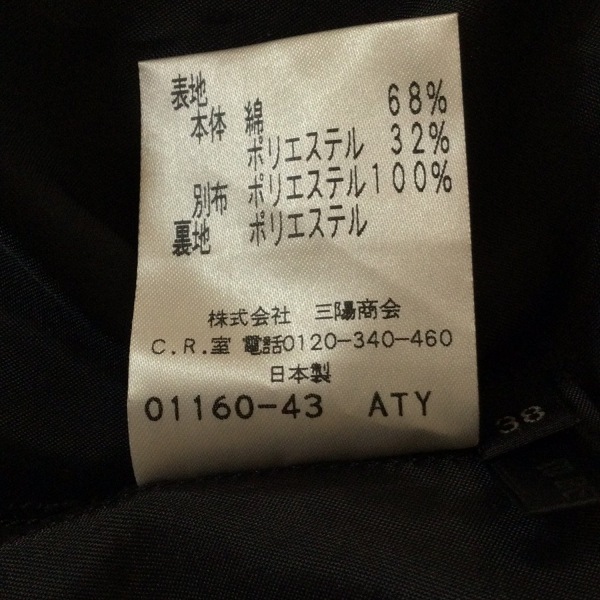 表地
本体 綿 68%
ポリエステル 32%
別布 ポリエステル100%
裏地 ポリエステル
株式会社 三陽商会
C.R.室 電話0120-340-460
日本製
01160-43 ATY
38